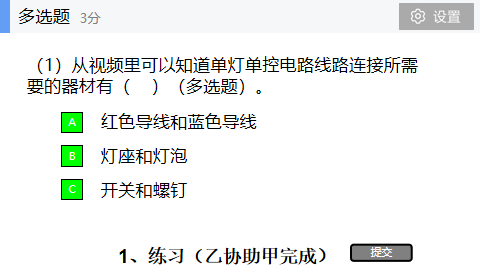 多选题 3分 设置
（1）从视频里可以知道单灯单控电路线路连接所需
要的器材有（ ）（多选题）。
A 红色导线和蓝色导线
B 灯座和灯泡
C 开关和螺钉
1、练习（乙协助甲完成） 提交